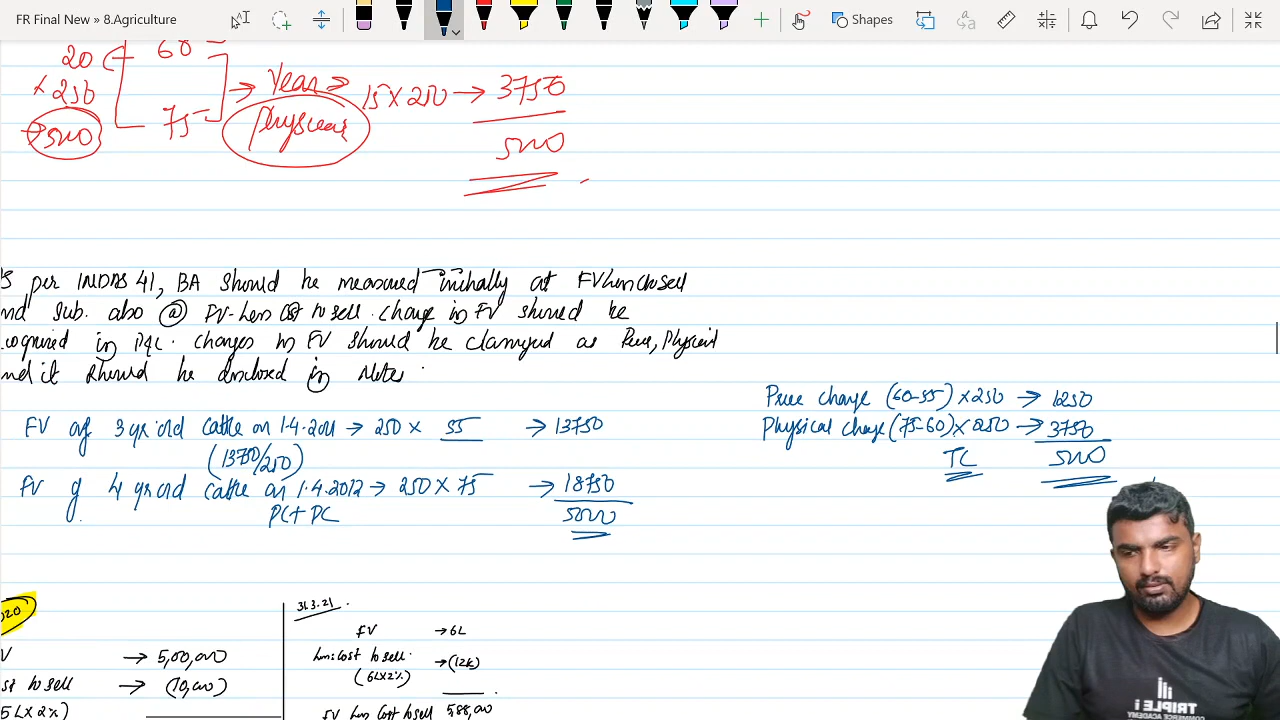 FR Final New » 8.Agriculture
Shapes
20
60
× 250
5000
75
Year
Physical
15 × 250 → 3750
5000
per INDAS 41, BA should be measured initially at FV less cost to sell
sub. also @ FV - less cost to sell. change in FV should be
in P&L. changes in FV should be classified as Price, Physical
it should be disclosed in Notes
Price change (60-55) × 250 → 1250
Physical change (75-60) × 250 → 3750
TC 5000
FV of 3 yr old cattle on 1.4.2011 → 250 × 55 → 13750
(13750/250)
FV of 4 yr old cattle on 1.4.2012 → 250 × 75 → 18750
PC + PC 5000
31.3.21
FV → 6L
less: cost to sell → (12k)
(6L×2%)
FV less cost to sell 5,88,000
→ 5,00,000
to sell → (10,000)
5L × 2%)
TRIPLE i
COMMERCE ACADEMY